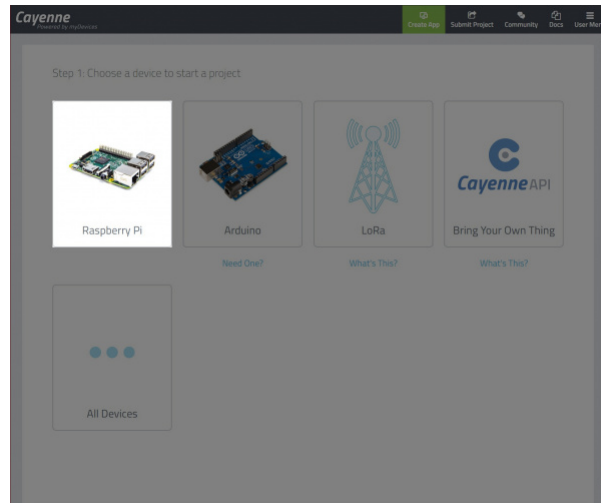 Cayenne
Powered by myDevices
Create App
Submit Project
Community
Docs
User Men
Step 1: Choose a device to start a project
Raspberry Pi
Arduino
LoRa
Cayenne API
Bring Your Own Thing
Need One?
What's This?
What's This?
All Devices